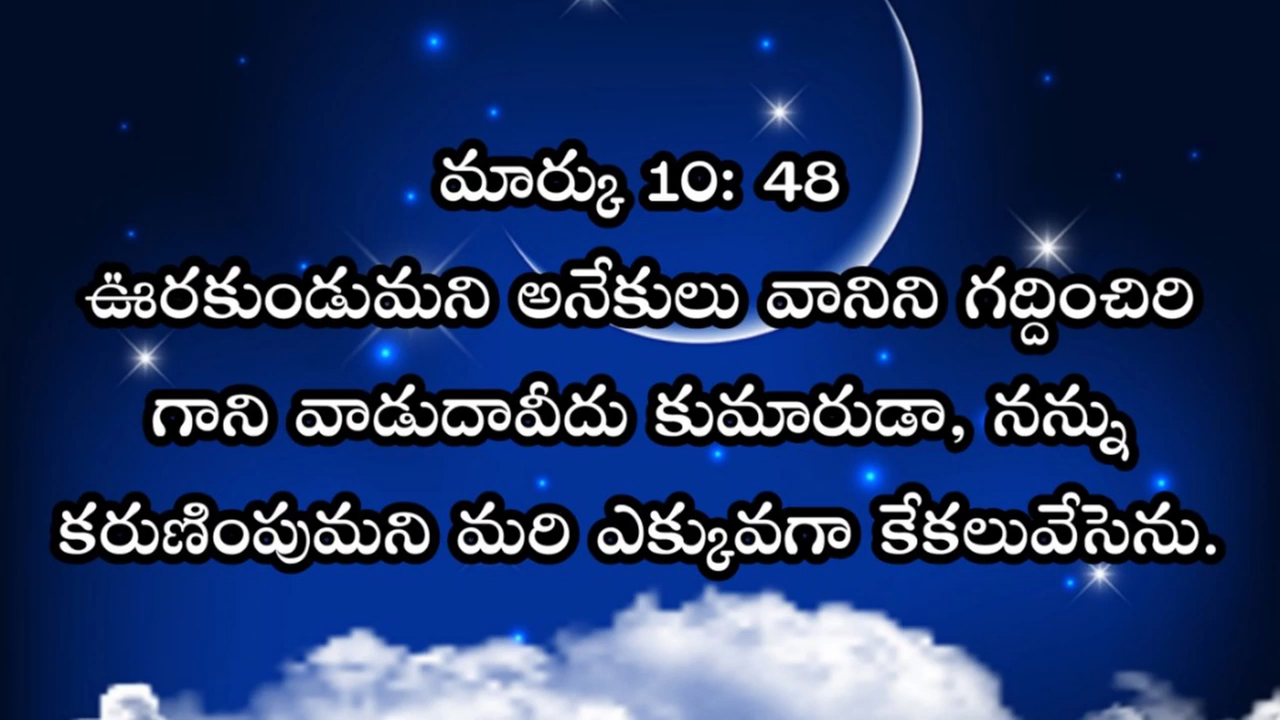 మార్కు 10: 48
ఊరకుండుమని అనేకులు వానిని గద్దించిరి
గాని వాడుదావీదు కుమారుడా, నన్ను
కరుణింపుమని మరి ఎక్కువగా కేకలువేసెను.